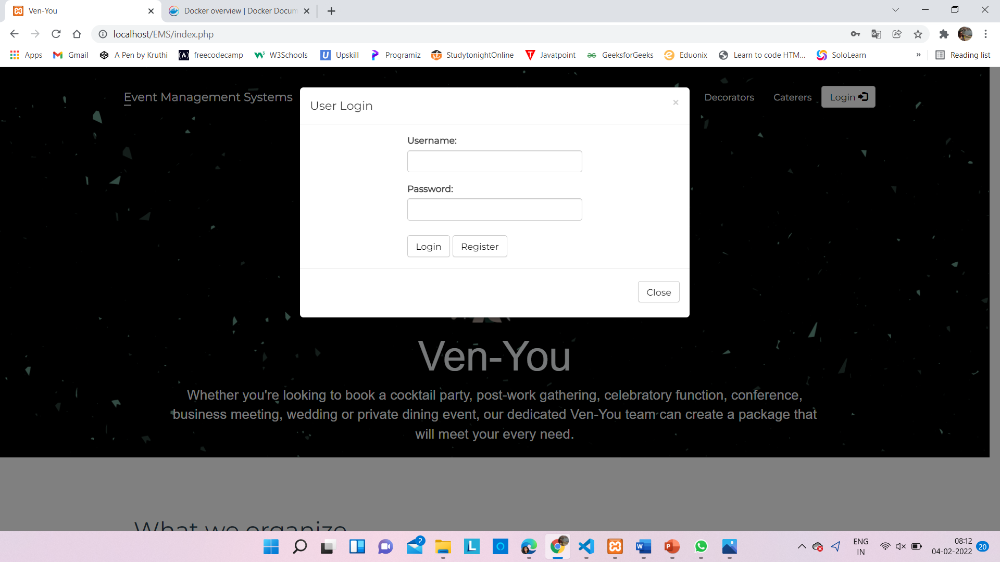 Ven-You
Docker overview | Docker Docum
localhost/EMS/index.php
Apps
Gmail
A Pen by Kruthi
freecodecamp
W3Schools
Upskill
Programiz
StudytonightOnline
Javatpoint
GeeksforGeeks
Eduonix
Learn to code HTM...
SoloLearn
»
Reading list
Event Management Systems
Decorators
Caterers
Login
User Login
×
Username:
Password:
Login
Register
Close
Ven-You
Whether you're looking to book a cocktail party, post-work gathering, celebratory function, conference,
business meeting, wedding or private dining event, our dedicated Ven-You team can create a package that
will meet your every need.
What we organize
2
ENG
IN
08:12
04-02-2022
20